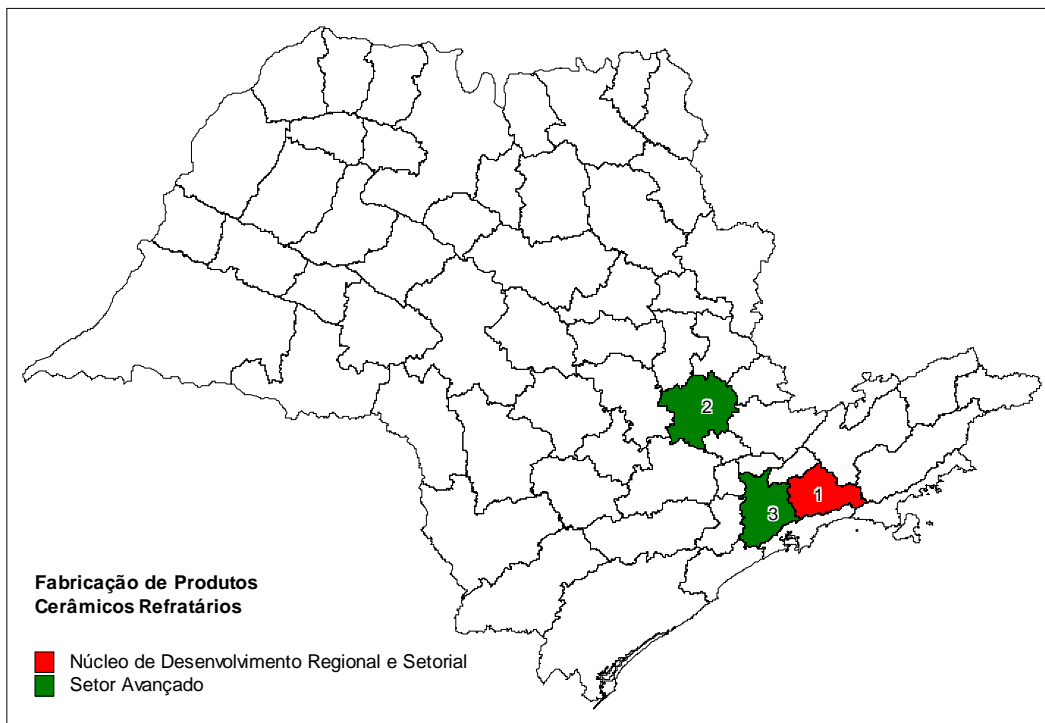 2
1
3
Fabricação de Produtos
Cerâmicos Refratários
Núcleo de Desenvolvimento Regional e Setorial
Setor Avançado